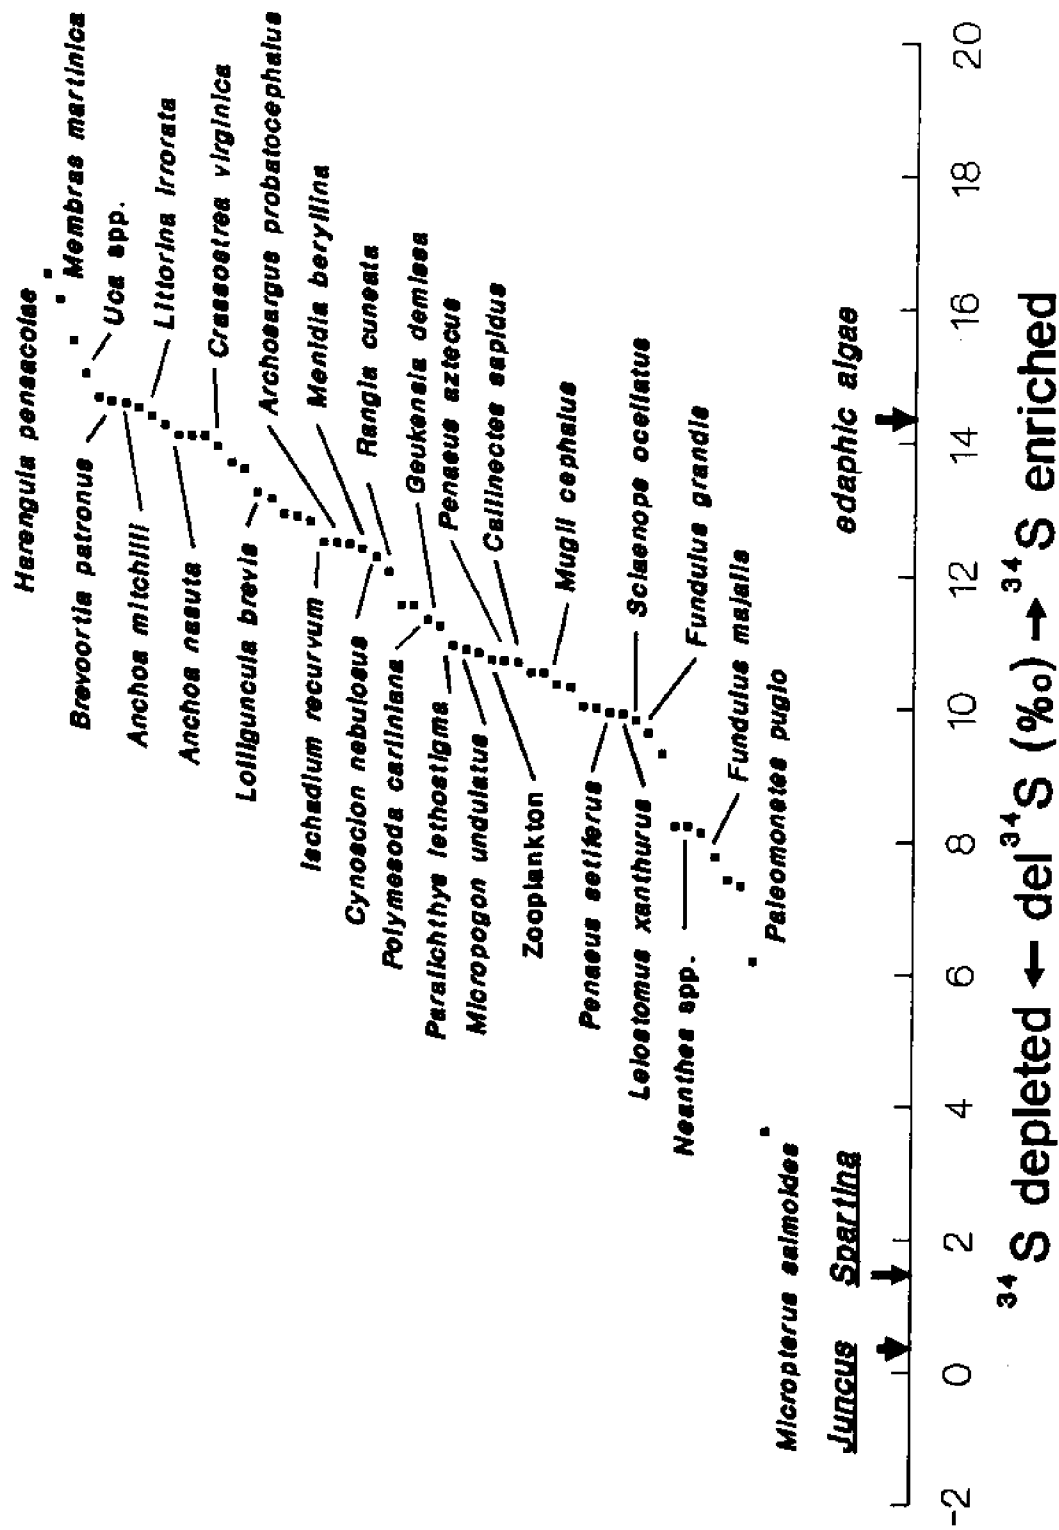 Harengula pensacolae
Membras martinica
Uca spp.
Brevoortia patronus
Littorina irrorata
Anchoa mitchilli
Crassostrea virginica
Anchoa nasuta
Archosargus probatocephalus
Lolliguncula brevis
Menidia beryllina
Ischadium recurvum
Rangia cuneata
Cynoscion nebulosus
Geukensia demissa
Polymesoda carliniana
Penaeus aztecus
Paralichthys lethostigma
Callinectes sapidus
Micropogon undulatus
Zooplankton
Mugil cephalus
Penaeus setiferus
Sciaenops ocellatus
Leiostomus xanthurus
Fundulus grandis
Neanthes spp.
Fundulus majalis
Paleomonetes pugio
Micropterus salmoides
Juncus Spartina edaphic algae
-2 0 2 4 6 8 10 12 14 16 18 20
³⁴S depleted ← del³⁴S (‰) → ³⁴S enriched